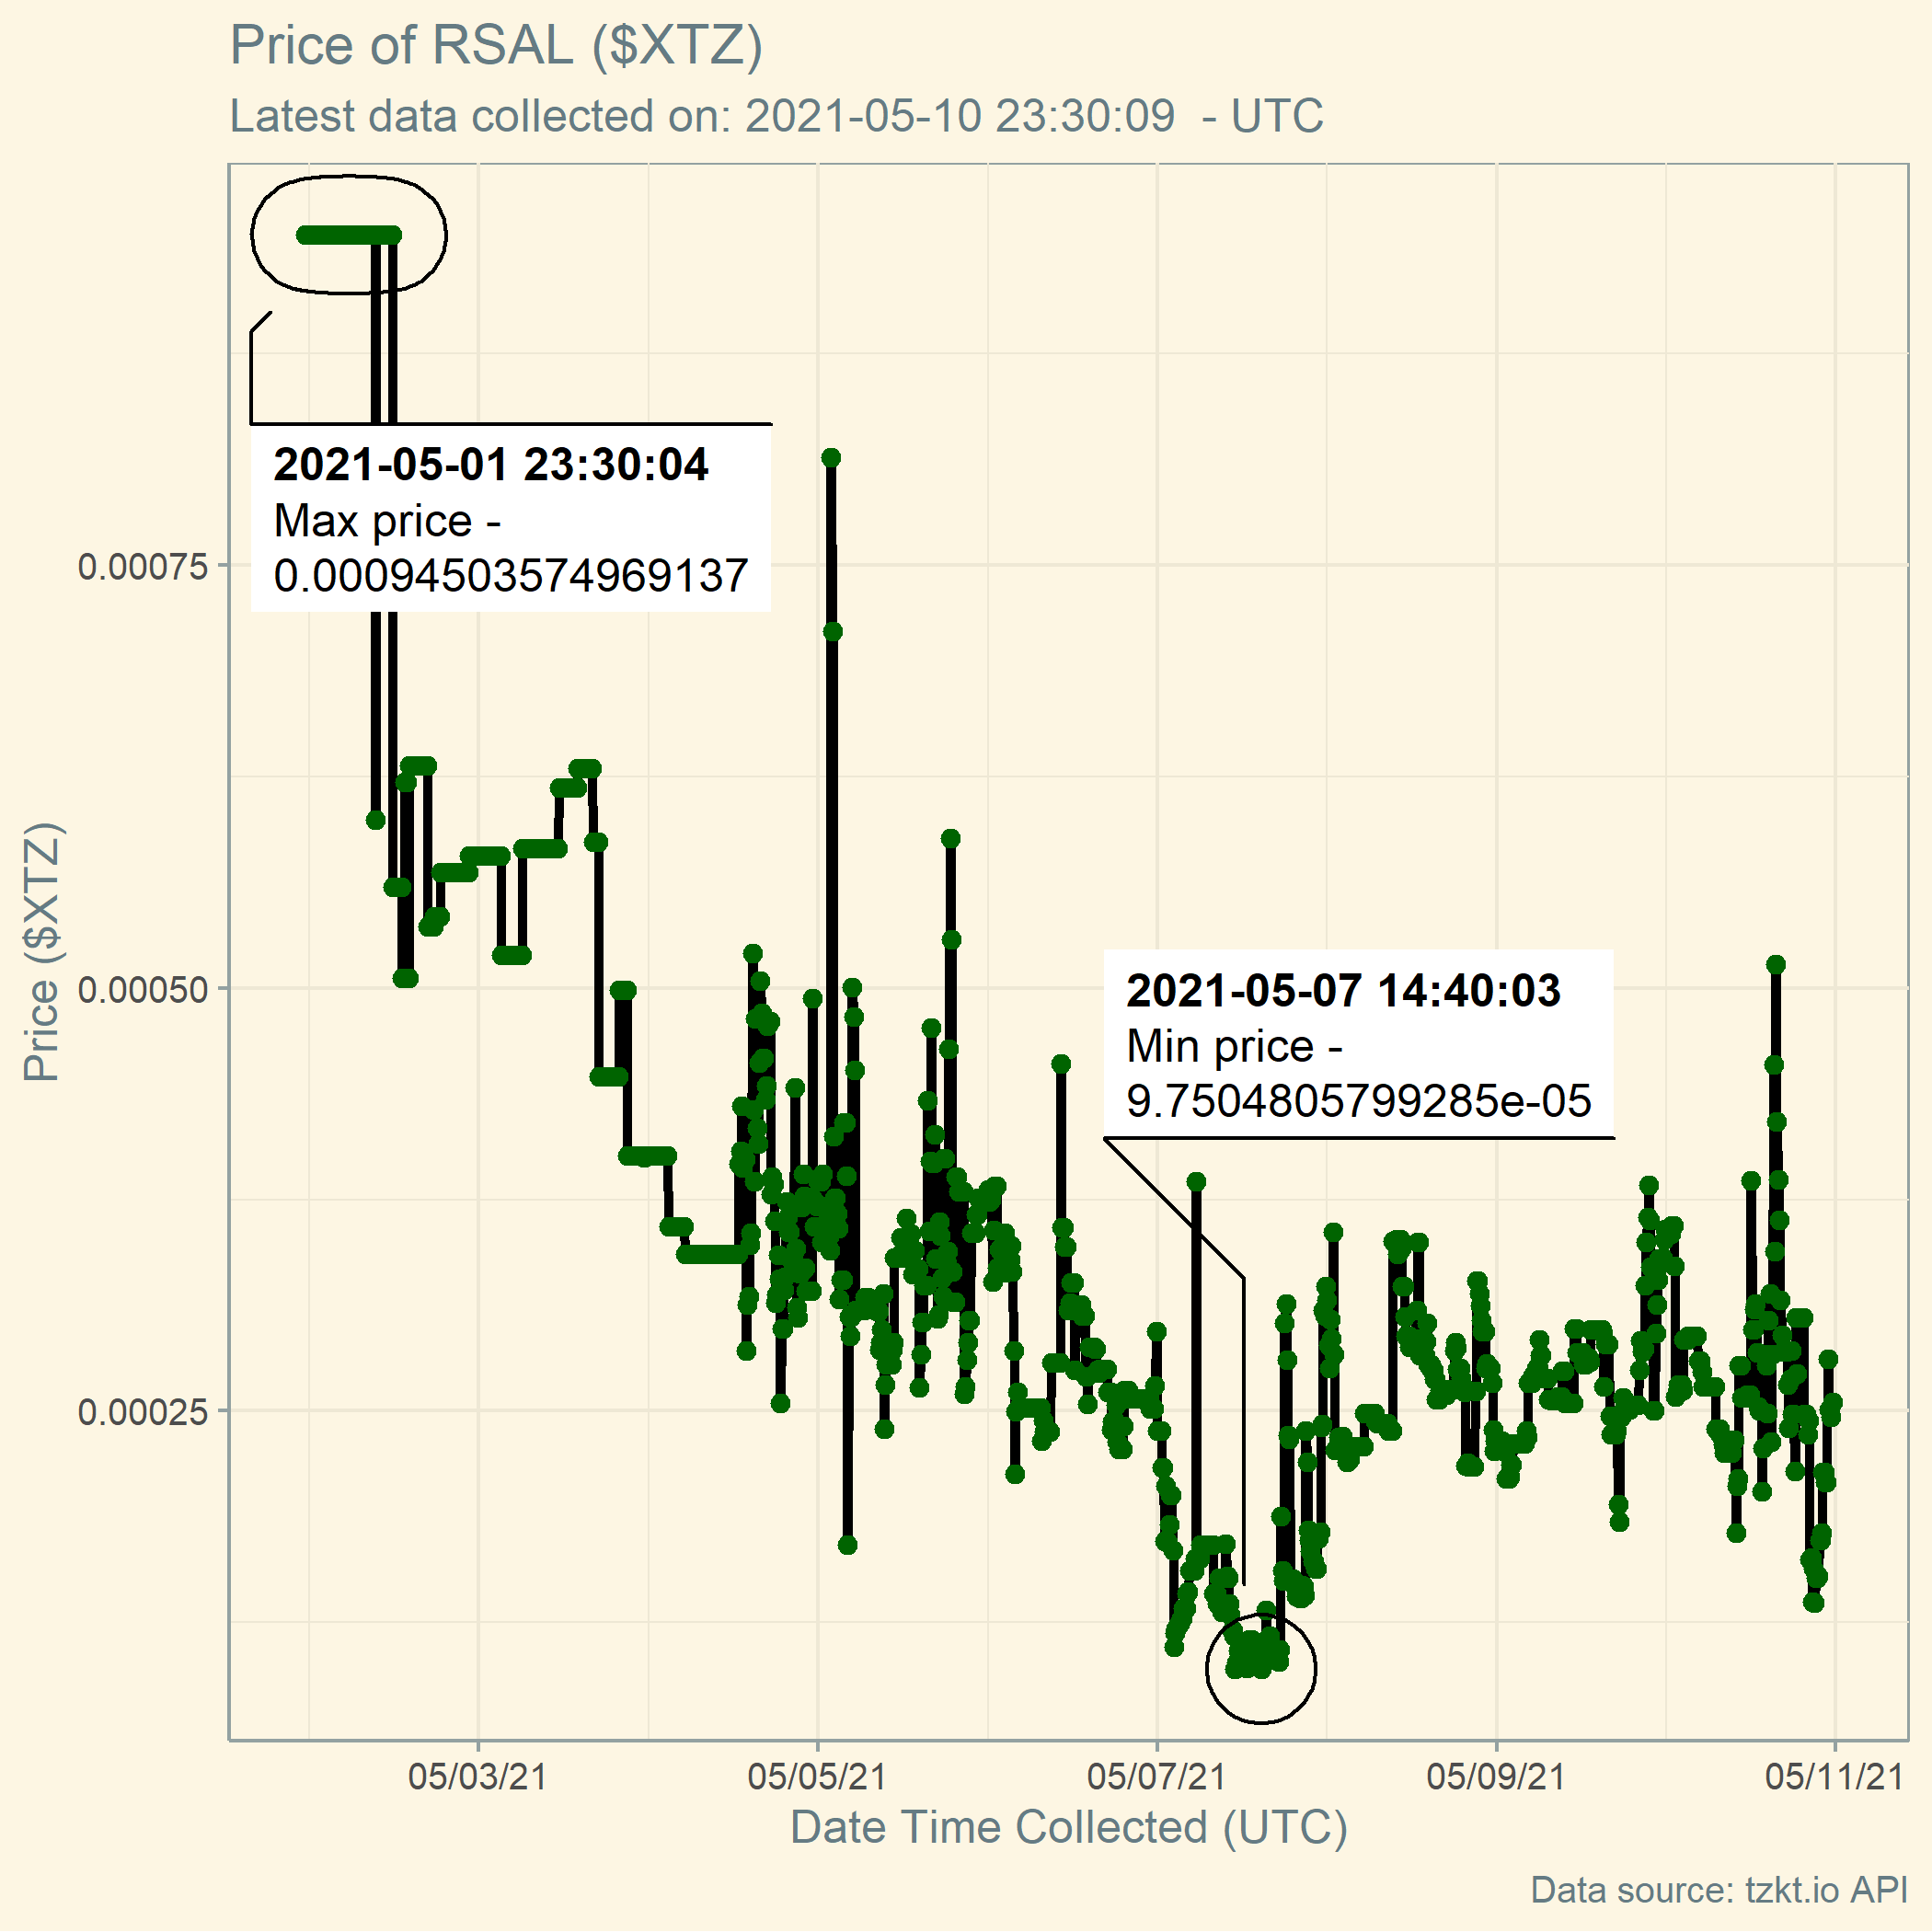 Price of RSAL ($XTZ)
Latest data collected on: 2021-05-10 23:30:09  - UTC
2021-05-01 23:30:04
Max price -
0.00094503574969137
2021-05-07 14:40:03
Min price -
9.7504805799285e-05
Price ($XTZ)
0.00075
0.00050
0.00025
05/03/21
05/05/21
05/07/21
05/09/21
05/11/21
Date Time Collected (UTC)
Data source: tzkt.io API